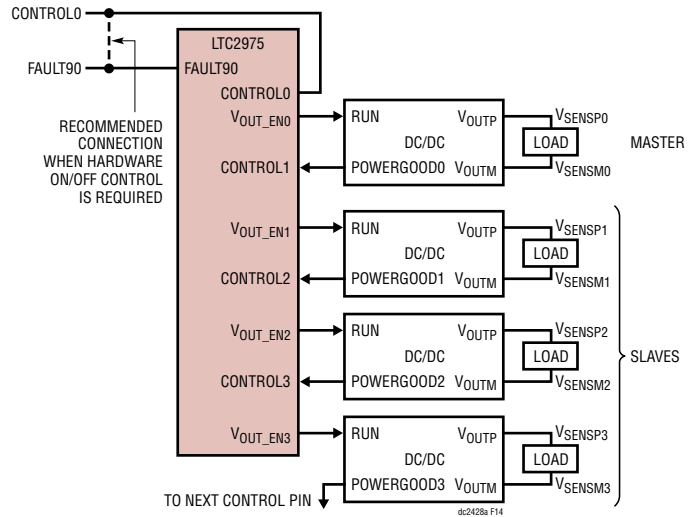 CONTROL0
FAULT90
RECOMMENDED
CONNECTION
WHEN HARDWARE
ON/OFF CONTROL
IS REQUIRED
LTC2975
FAULT90
CONTROL0
VOUT_EN0
CONTROL1
VOUT_EN1
CONTROL2
VOUT_EN2
CONTROL3
VOUT_EN3
RUN VOUTP
DC/DC
POWERGOOD0 VOUTM
VSENSP0
LOAD
VSENSM0
MASTER
RUN VOUTP
DC/DC
POWERGOOD1 VOUTM
VSENSP1
LOAD
VSENSM1
RUN VOUTP
DC/DC
POWERGOOD2 VOUTM
VSENSP2
LOAD
VSENSM2
SLAVES
RUN VOUTP
DC/DC
POWERGOOD3 VOUTM
VSENSP3
LOAD
VSENSM3
TO NEXT CONTROL PIN
dc2428a F14